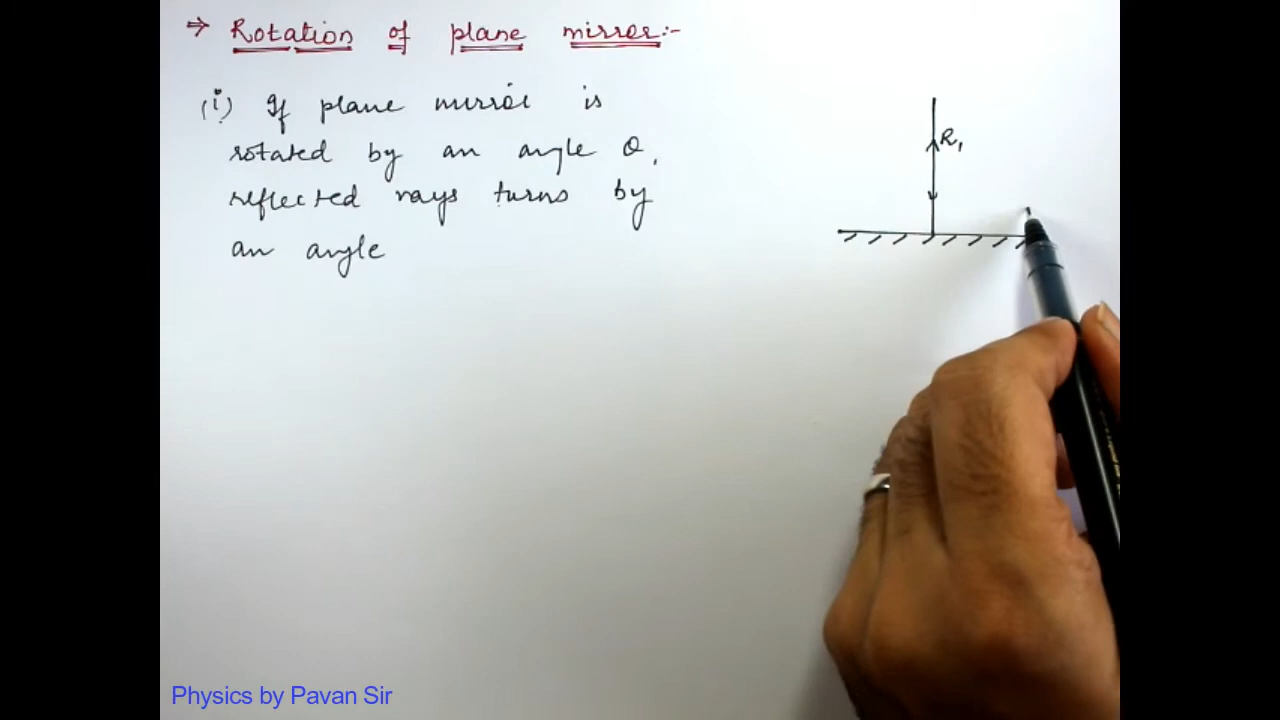 ⇒ Rotation of plane mirror:-
(i) If plane mirror is
rotated by an angle θ,
reflected rays turns by
an angle
R₁
Physics by Pavan Sir